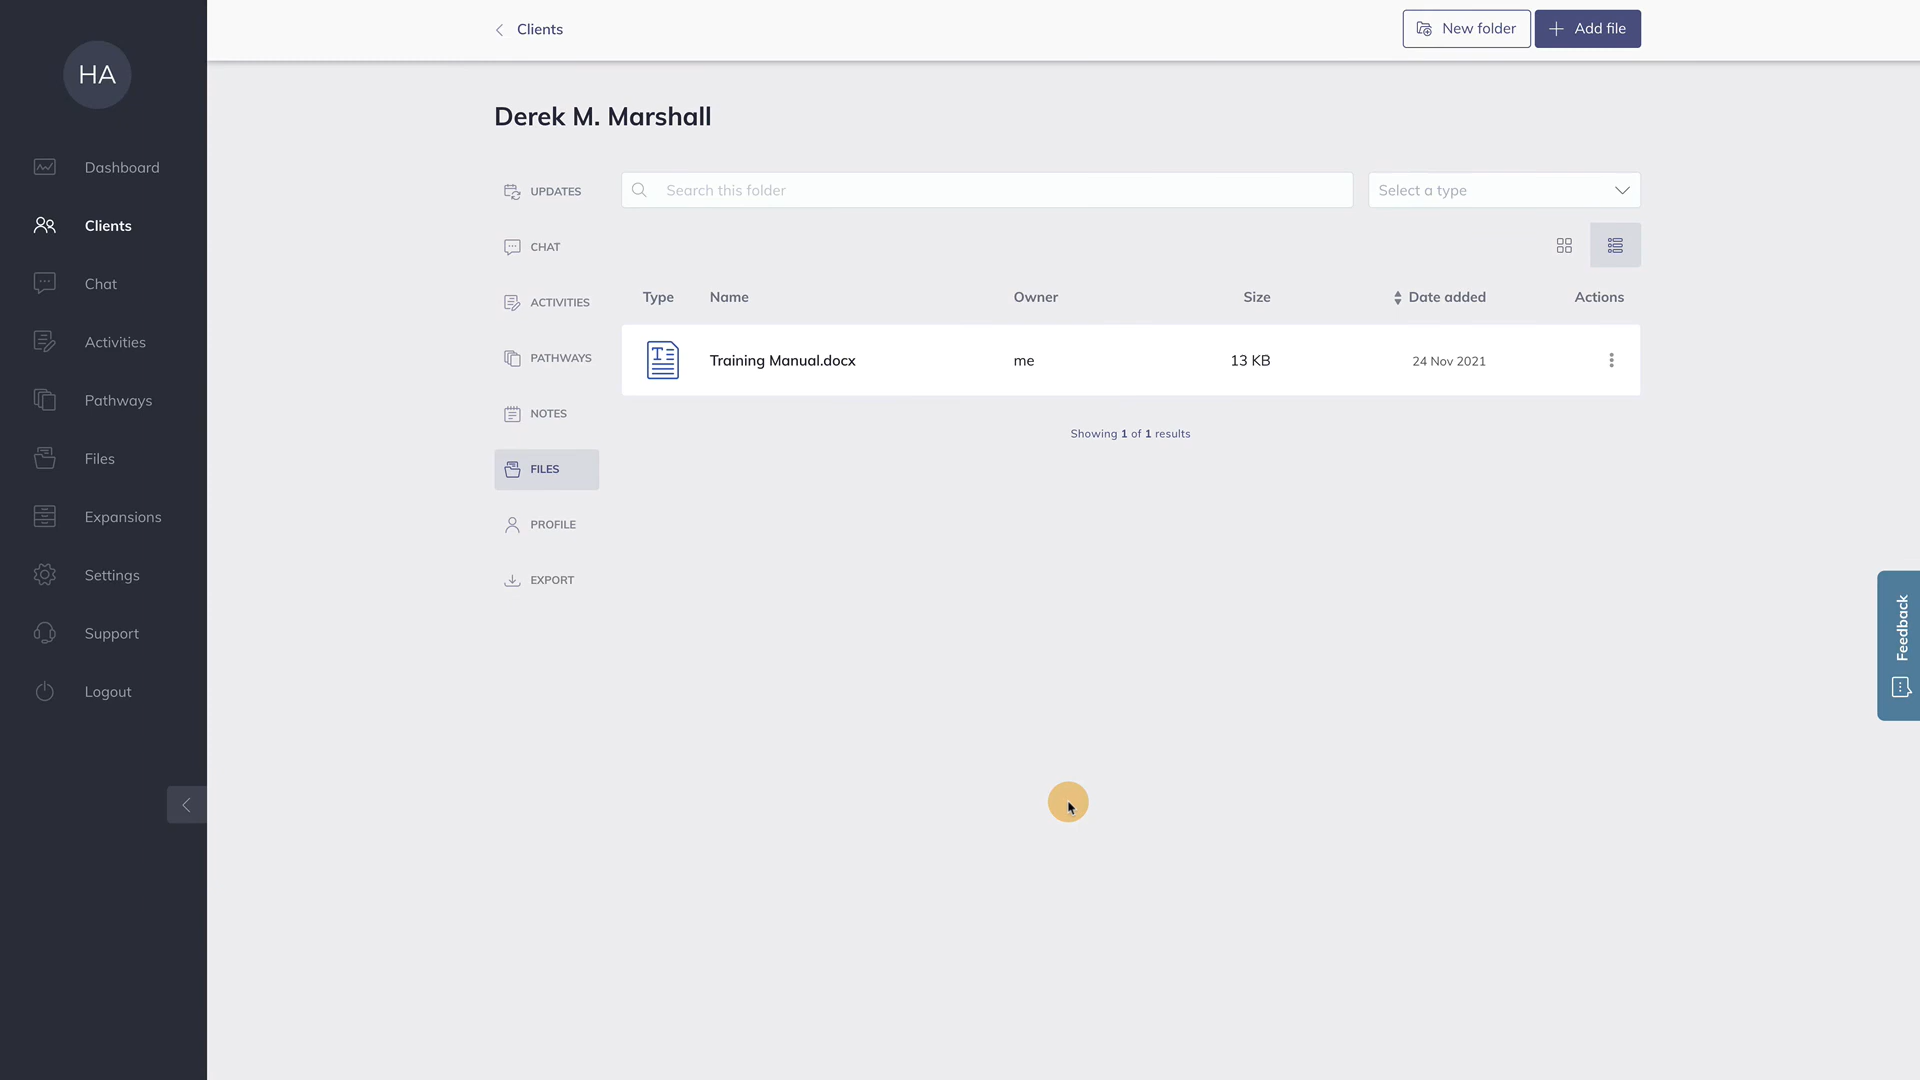 HA
Dashboard
Clients
Chat
Activities
Pathways
Files
Expansions
Settings
Support
Logout
Clients
New folder
Add file
Derek M. Marshall
UPDATES
CHAT
ACTIVITIES
PATHWAYS
NOTES
FILES
PROFILE
EXPORT
Search this folder
Select a type
Type Name Owner Size Date added Actions
Training Manual.docx me 13 KB 24 Nov 2021
Showing 1 of 1 results
Feedback